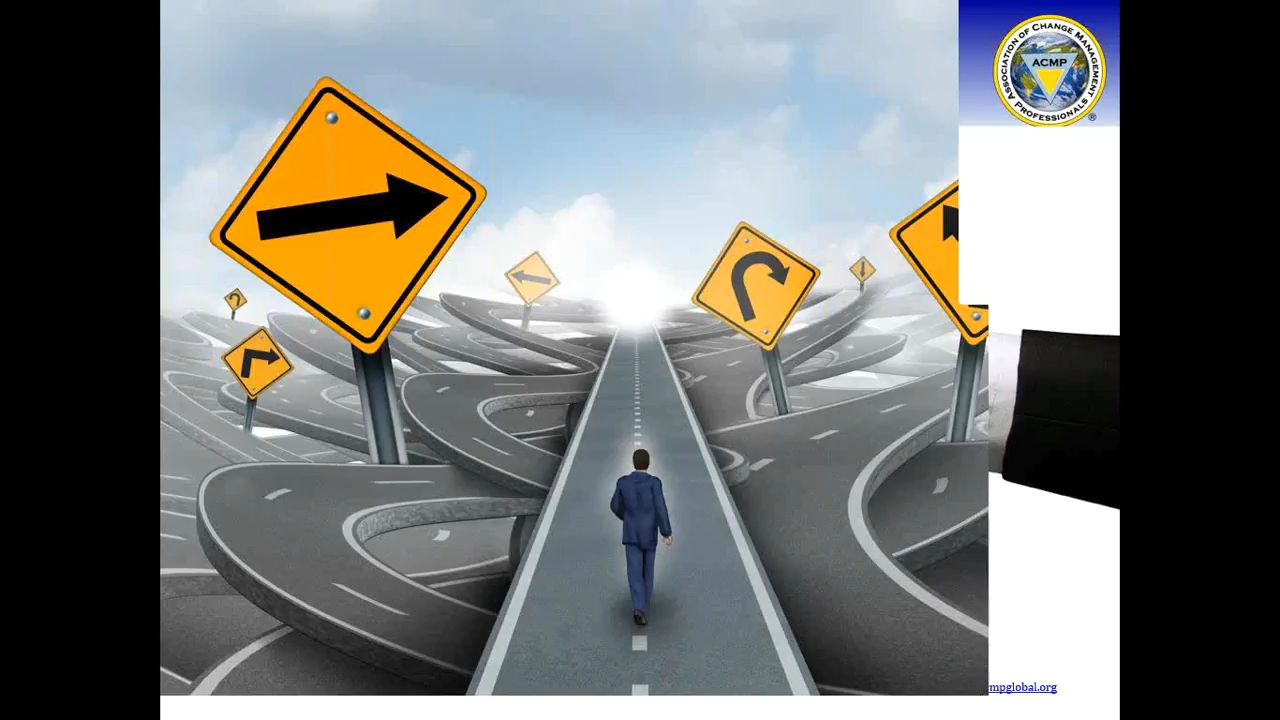 ASSOCIATION OF CHANGE MANAGEMENT
ACMP
PROFESSIONALS
®
mpglobal.org